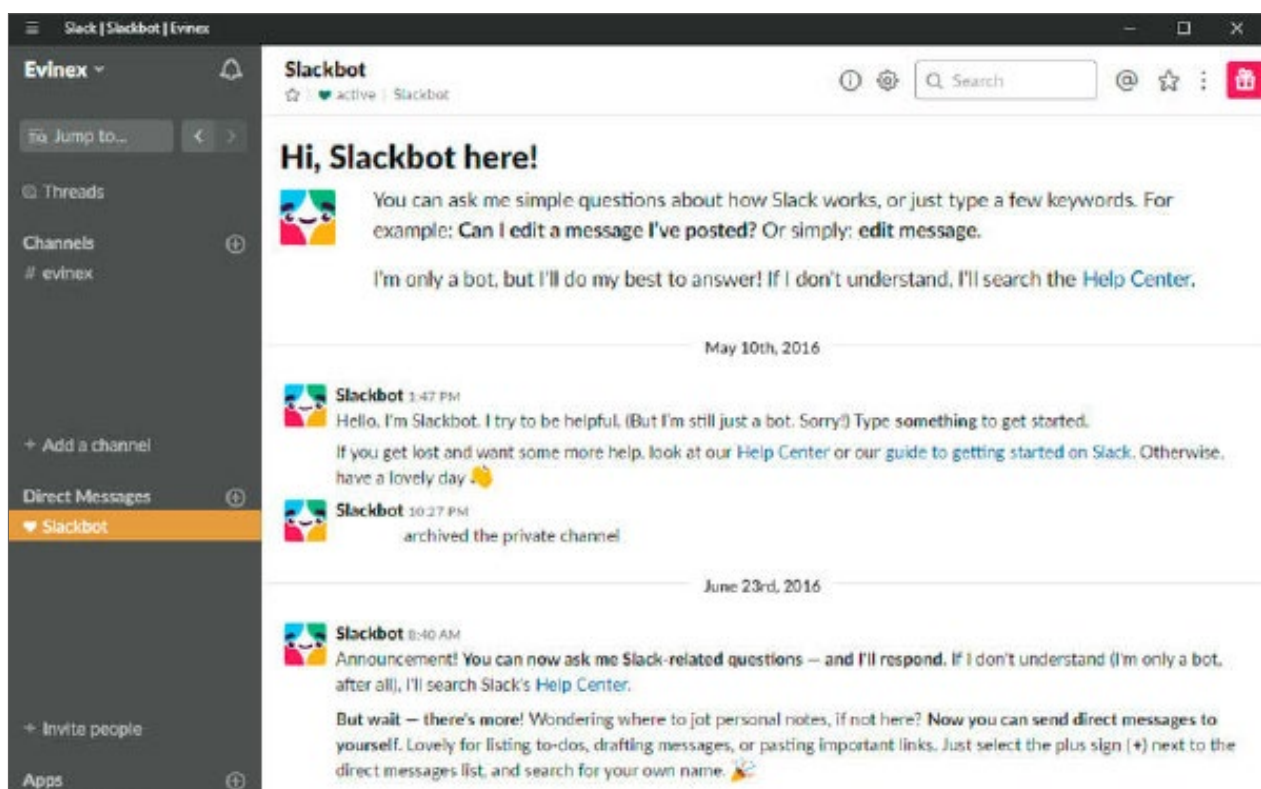 Slack | Slackbot | Evinex
Evinex
Jump to...
Threads
Channels
# evinex
+ Add a channel
Direct Messages
Slackbot
+ Invite people
Apps
Slackbot
active | Slackbot
Search
Hi, Slackbot here!
You can ask me simple questions about how Slack works, or just type a few keywords. For
example: Can I edit a message I've posted? Or simply: edit message.
I'm only a bot, but I'll do my best to answer! If I don't understand, I'll search the Help Center.
May 10th, 2016
Slackbot 1:47 PM
Hello, I'm Slackbot. I try to be helpful. (But I'm still just a bot. Sorry!) Type something to get started.
If you get lost and want some more help, look at our Help Center or our guide to getting started on Slack. Otherwise,
have a lovely day 👋
Slackbot 10:27 PM
archived the private channel
June 23rd, 2016
Slackbot 8:40 AM
Announcement! You can now ask me Slack-related questions — and I'll respond. If I don't understand (I'm only a bot,
after all), I'll search Slack's Help Center.
But wait — there's more! Wondering where to jot personal notes, if not here? Now you can send direct messages to
yourself. Lovely for listing to-dos, drafting messages, or pasting important links. Just select the plus sign (+) next to the
direct messages list, and search for your own name. 🎉